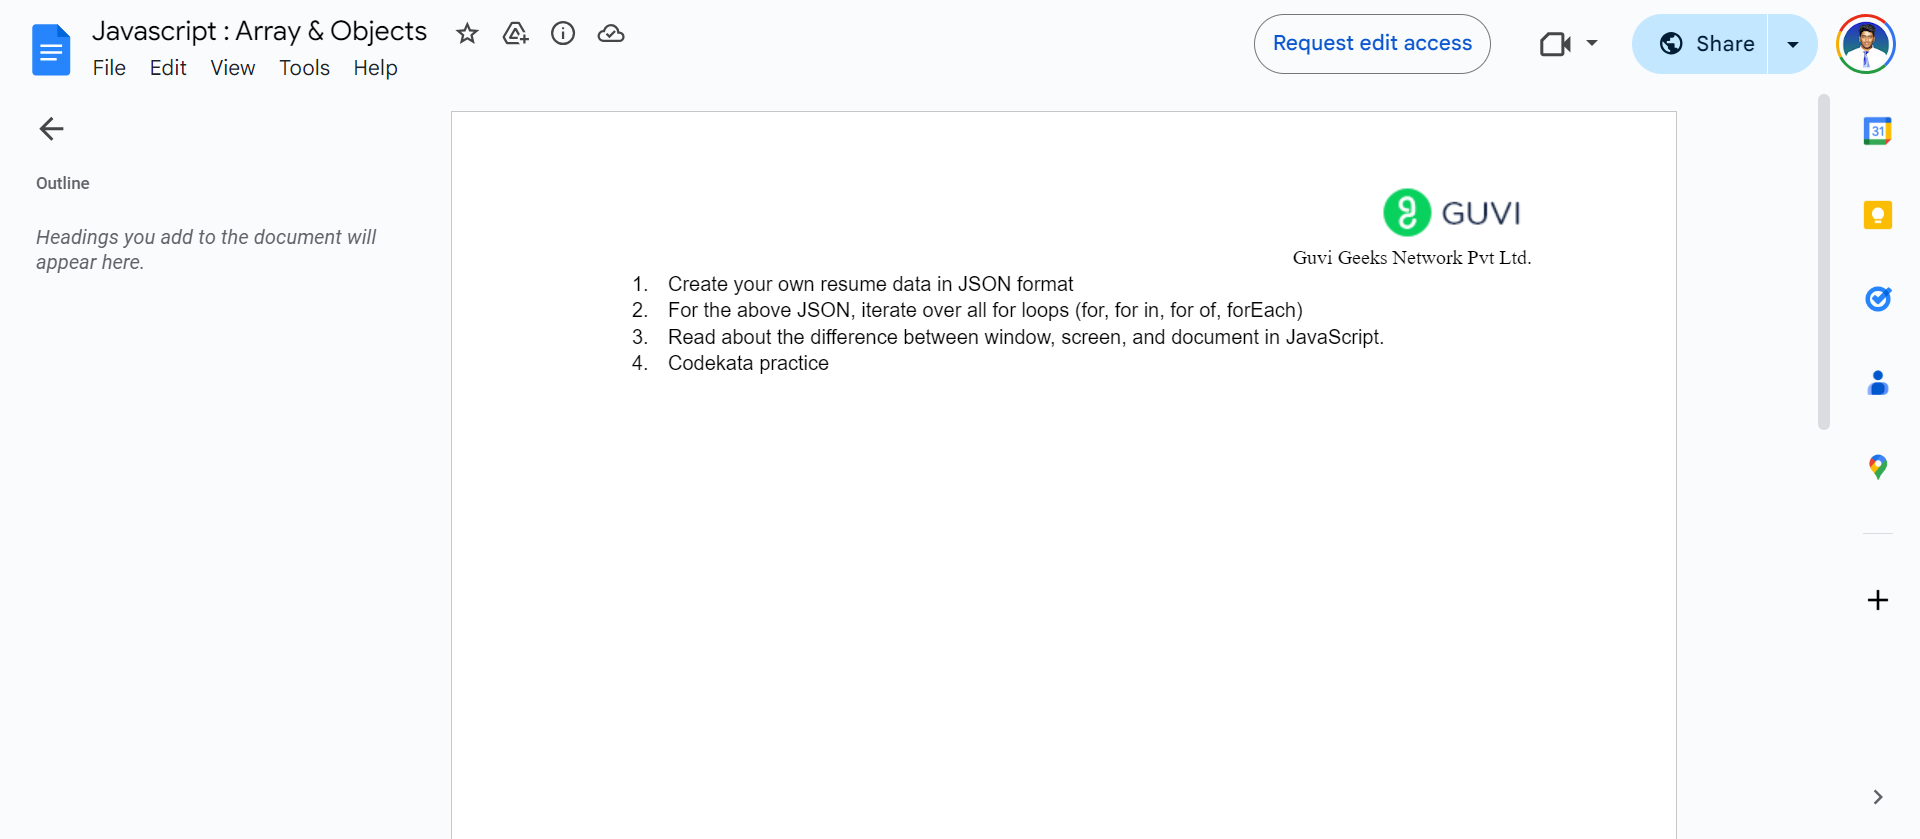 Javascript : Array & Objects
File Edit View Tools Help
Request edit access
Share
Outline
Headings you add to the document will
appear here.
GUVI
Guvi Geeks Network Pvt Ltd.
1. Create your own resume data in JSON format
2. For the above JSON, iterate over all for loops (for, for in, for of, forEach)
3. Read about the difference between window, screen, and document in JavaScript.
4. Codekata practice
31